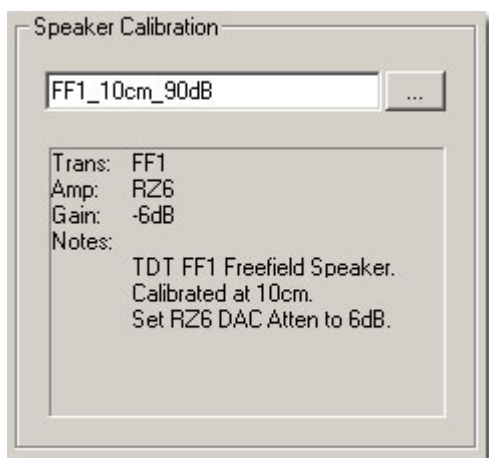 Speaker Calibration
FF1_10cm_90dB
...
Trans: FF1
Amp: RZ6
Gain: -6dB
Notes:
TDT FF1 Freefield Speaker.
Calibrated at 10cm.
Set RZ6 DAC Atten to 6dB.